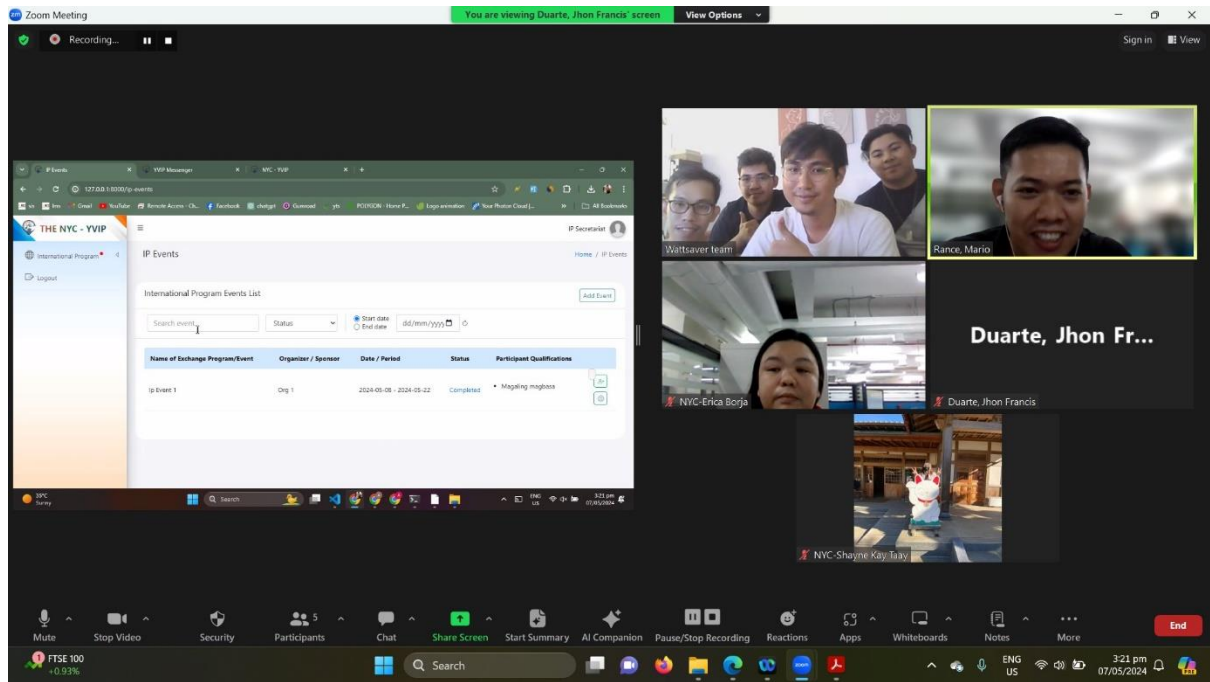 Zoom Meeting
You are viewing Duarte, Jhon Francis' screen
View Options
Recording...
Sign in
View
IP Events
YVIP Messenger
NYC - YVIP
127.0.0.1:8000/ip-events
Gmail
YouTube
Facebook
chatgpt
Gumroad
yts
Logo animation
All Bookmarks
THE NYC - YVIP
IP Secretariat
International Program
Logout
IP Events
Home / IP Events
International Program Events List
Add Event
Search event..
Status
Start date
End date
dd/mm/yyyy
Name of Exchange Program/Event
Organizer / Sponsor
Date / Period
Status
Participant Qualifications
Ip Event 1
Org 1
2024-05-08 - 2024-05-22
Completed
Magaling magbasa
Sunny
Search
ENG
US
3:21 pm
07/05/2024
Wattsaver team
Rance, Mario
NYC-Erica Borja
Duarte, Jhon Fr...
Duarte, Jhon Francis
NYC-Shayne Kay Taay
Mute
Stop Video
Security
5
Participants
Chat
Share Screen
Start Summary
AI Companion
Pause/Stop Recording
Reactions
Apps
Whiteboards
Notes
More
End
1
FTSE 100
+0.93%
Search
ENG
US
3:21 pm
07/05/2024